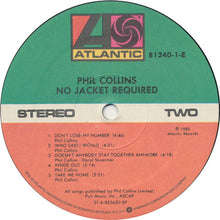 ATLANTIC
81240-1-E
PHIL COLLINS
NO JACKET REQUIRED
STEREO TWO
1. DON'T LOSE MY NUMBER (4:46)
Phil Collins
2. WHO SAID I WOULD (4:01)
Phil Collins
3. DOESN'T ANYBODY STAY TOGETHER ANYMORE (4:18)
Phil Collins - Daryl Stuermer
4. INSIDE OUT (5:14)
Phil Collins
5. TAKE ME HOME (5:51)
Phil Collins
℗ 1985
Atlantic Records
All songs published by Phil Collins Limited/
Pun Music, ASCAP